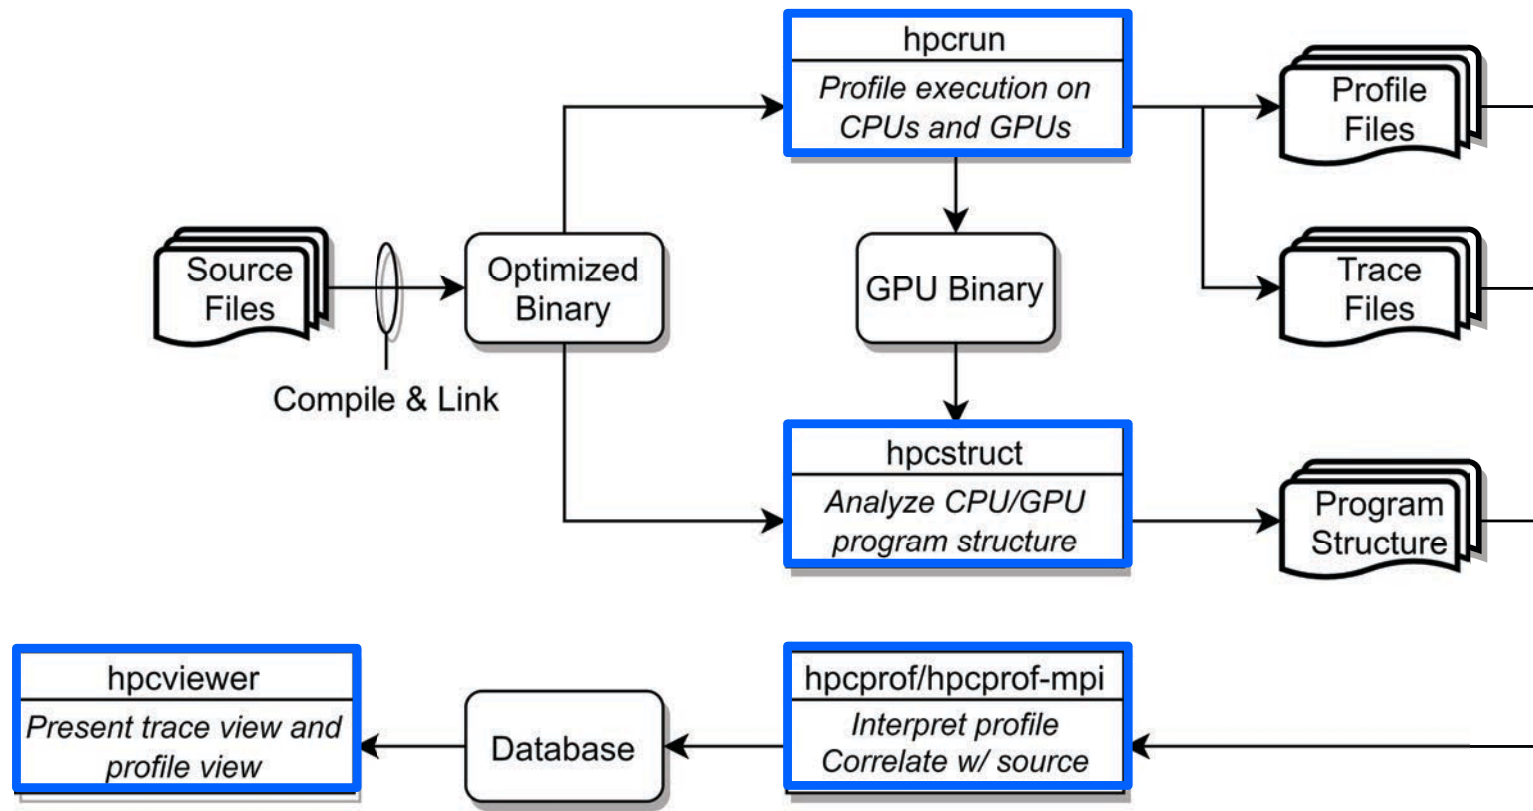 hpcrun
Profile execution on
CPUs and GPUs
Profile
Files
Source
Files
Optimized
Binary
GPU Binary
Trace
Files
Compile & Link
hpcstruct
Analyze CPU/GPU
program structure
Program
Structure
hpcviewer
Present trace view and
profile view
Database
hpcprof/hpcprof-mpi
Interpret profile
Correlate w/ source